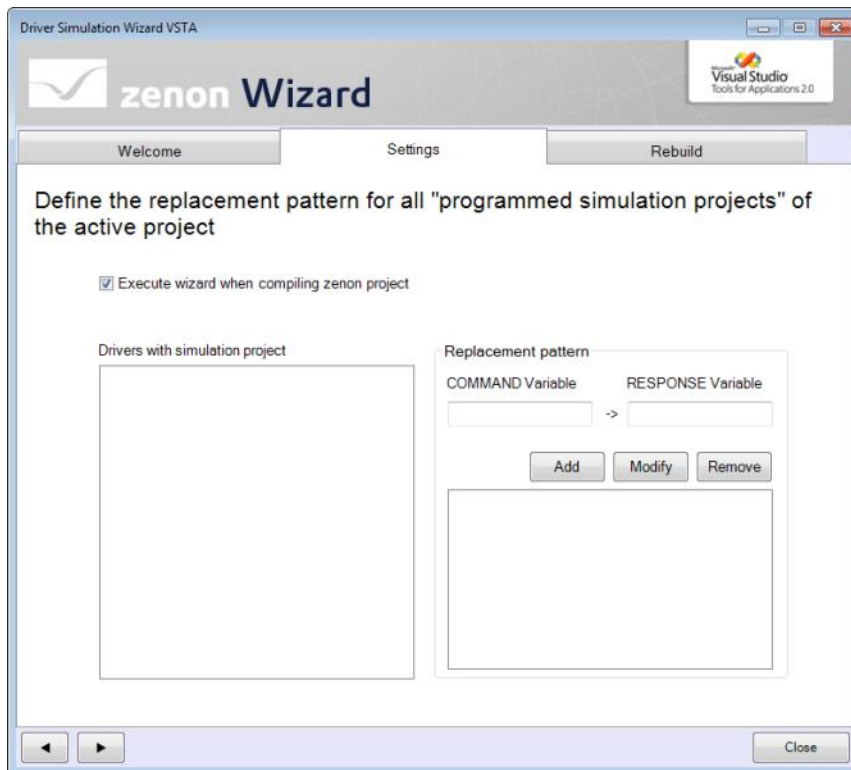 Driver Simulation Wizard VSTA
zenon Wizard
Microsoft
Visual Studio
Tools for Applications 2.0
Welcome
Settings
Rebuild
Define the replacement pattern for all "programmed simulation projects" of
the active project
Execute wizard when compiling zenon project
Drivers with simulation project
Replacement pattern
COMMAND Variable
RESPONSE Variable
->
Add
Modify
Remove
Close